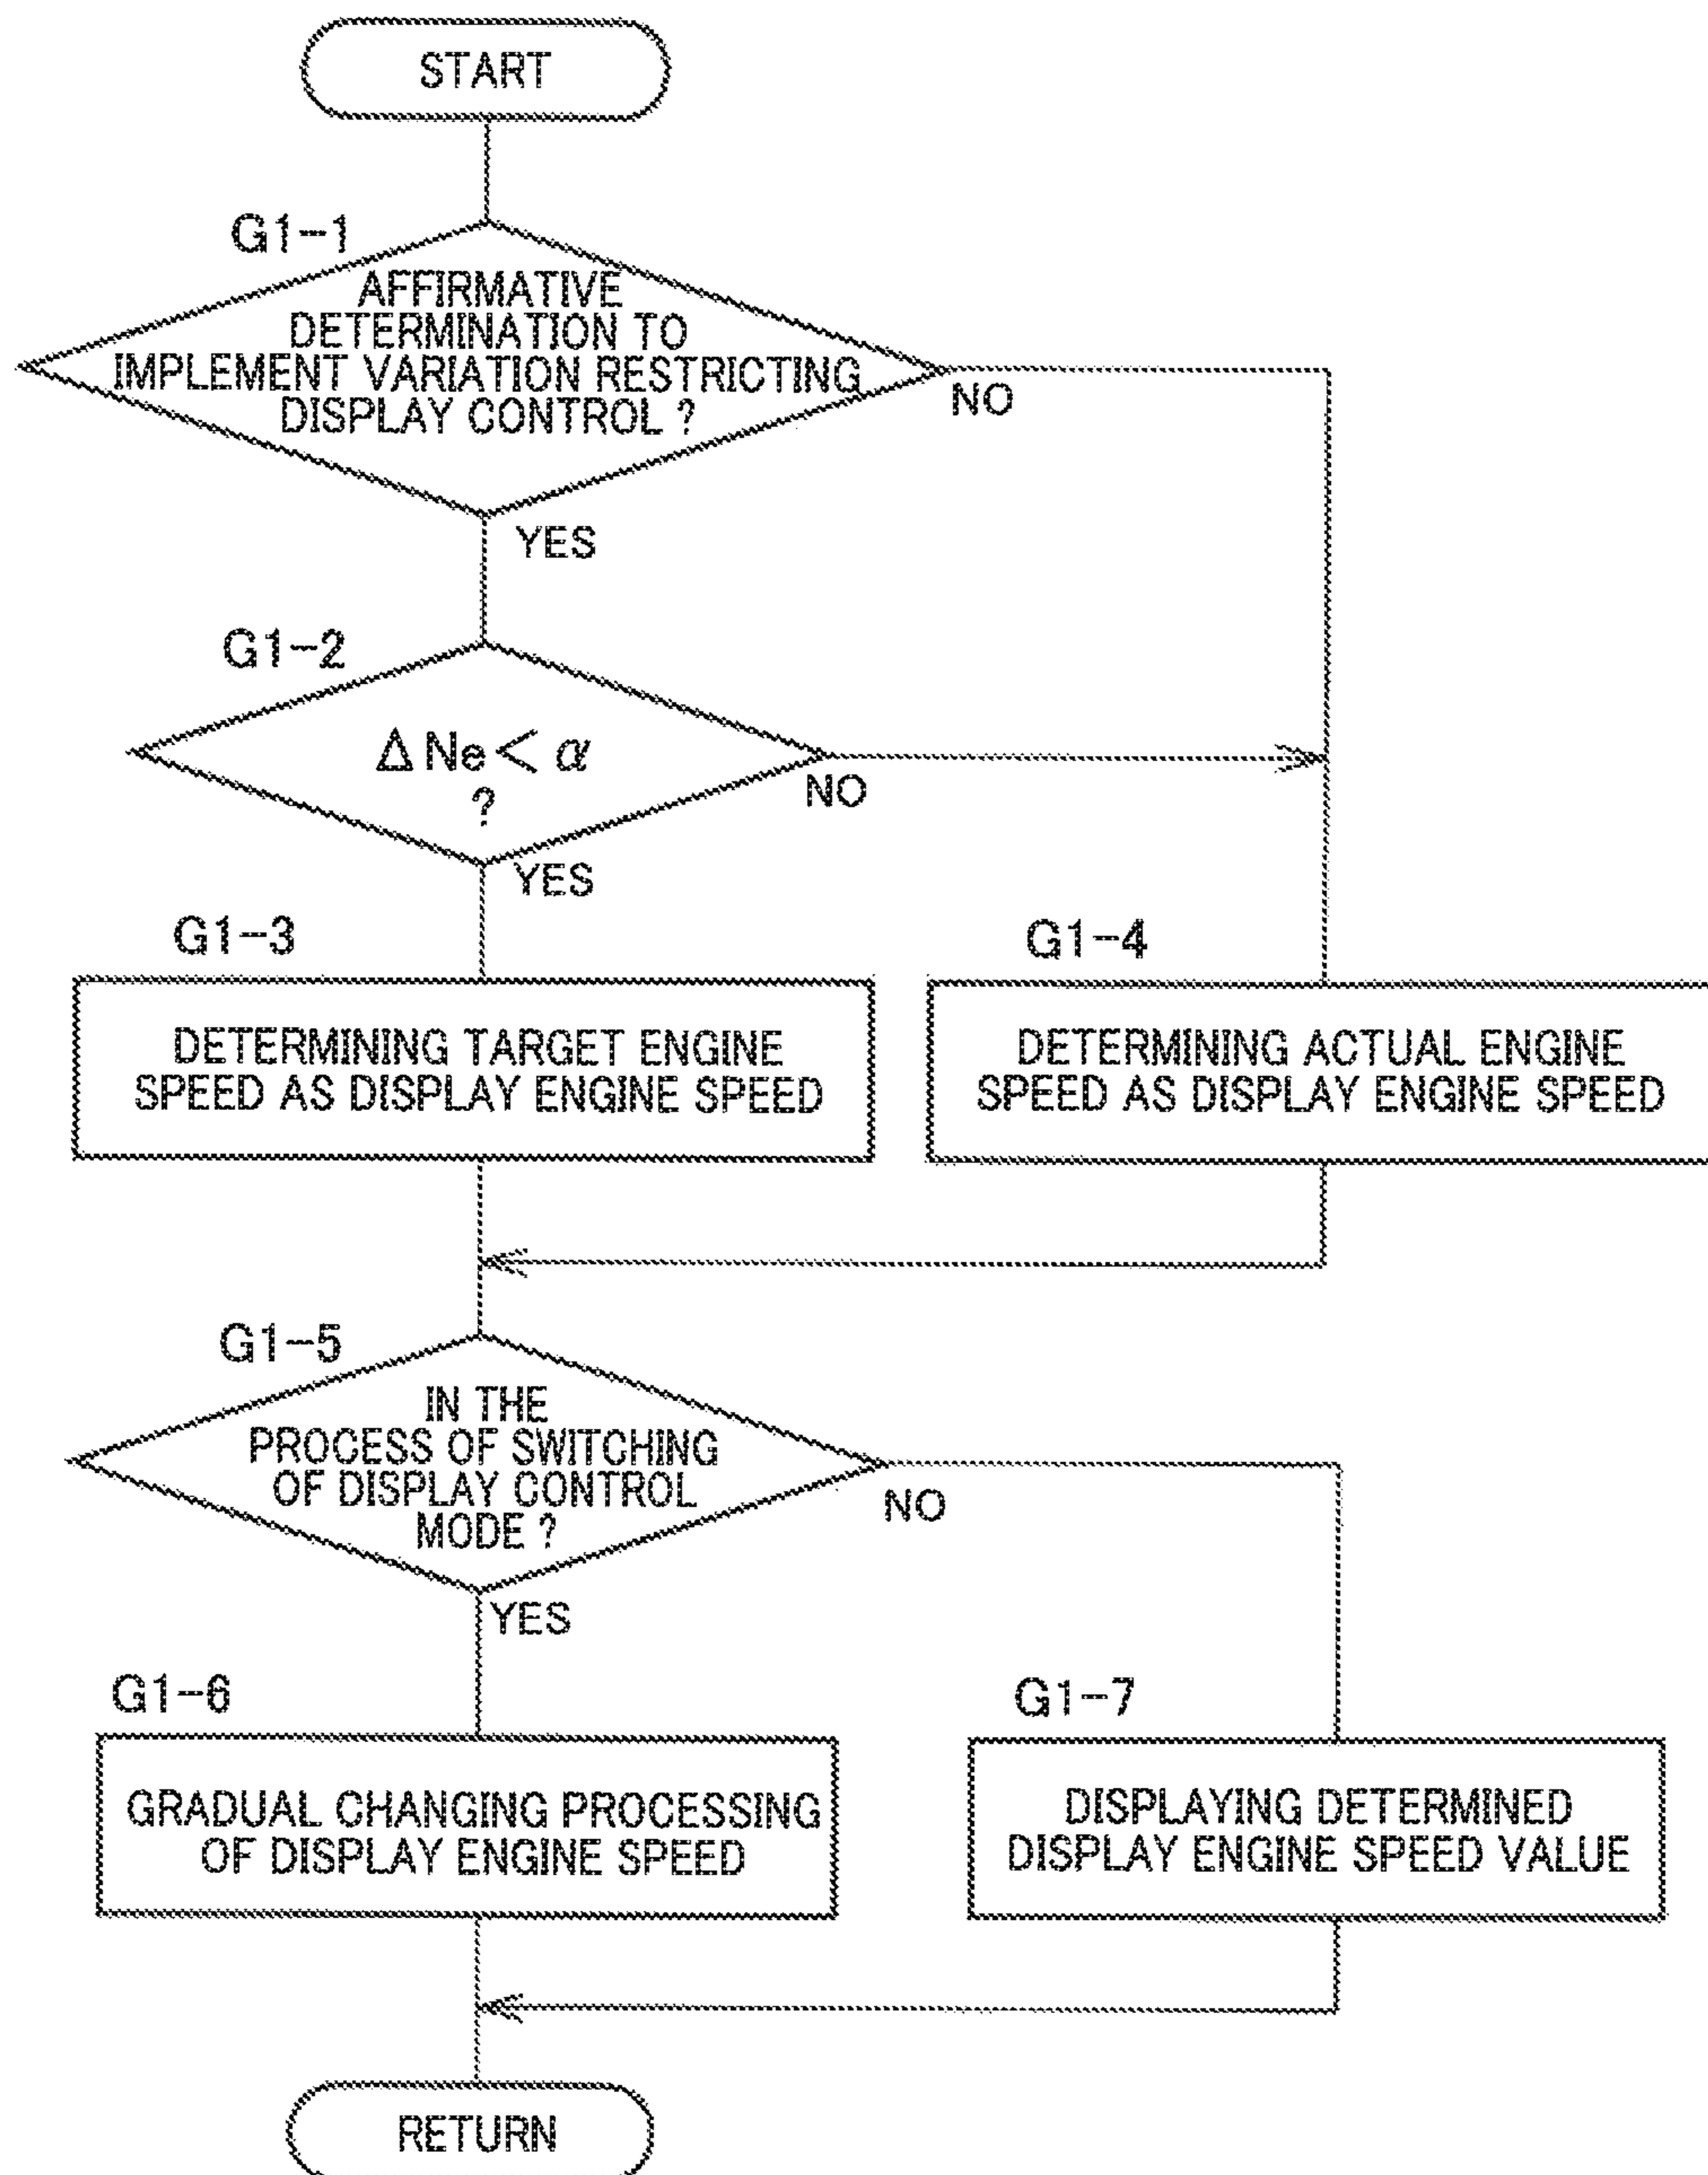 START
G1-1
AFFIRMATIVE
DETERMINATION TO
IMPLEMENT VARIATION RESTRICTING
DISPLAY CONTROL ?
NO
YES
G1-2
Δ Ne < α
?
NO
YES
G1-3
DETERMINING TARGET ENGINE
SPEED AS DISPLAY ENGINE SPEED
G1-4
DETERMINING ACTUAL ENGINE
SPEED AS DISPLAY ENGINE SPEED
G1-5
IN THE
PROCESS OF SWITCHING
OF DISPLAY CONTROL
MODE ?
NO
YES
G1-6
GRADUAL CHANGING PROCESSING
OF DISPLAY ENGINE SPEED
G1-7
DISPLAYING DETERMINED
DISPLAY ENGINE SPEED VALUE
RETURN